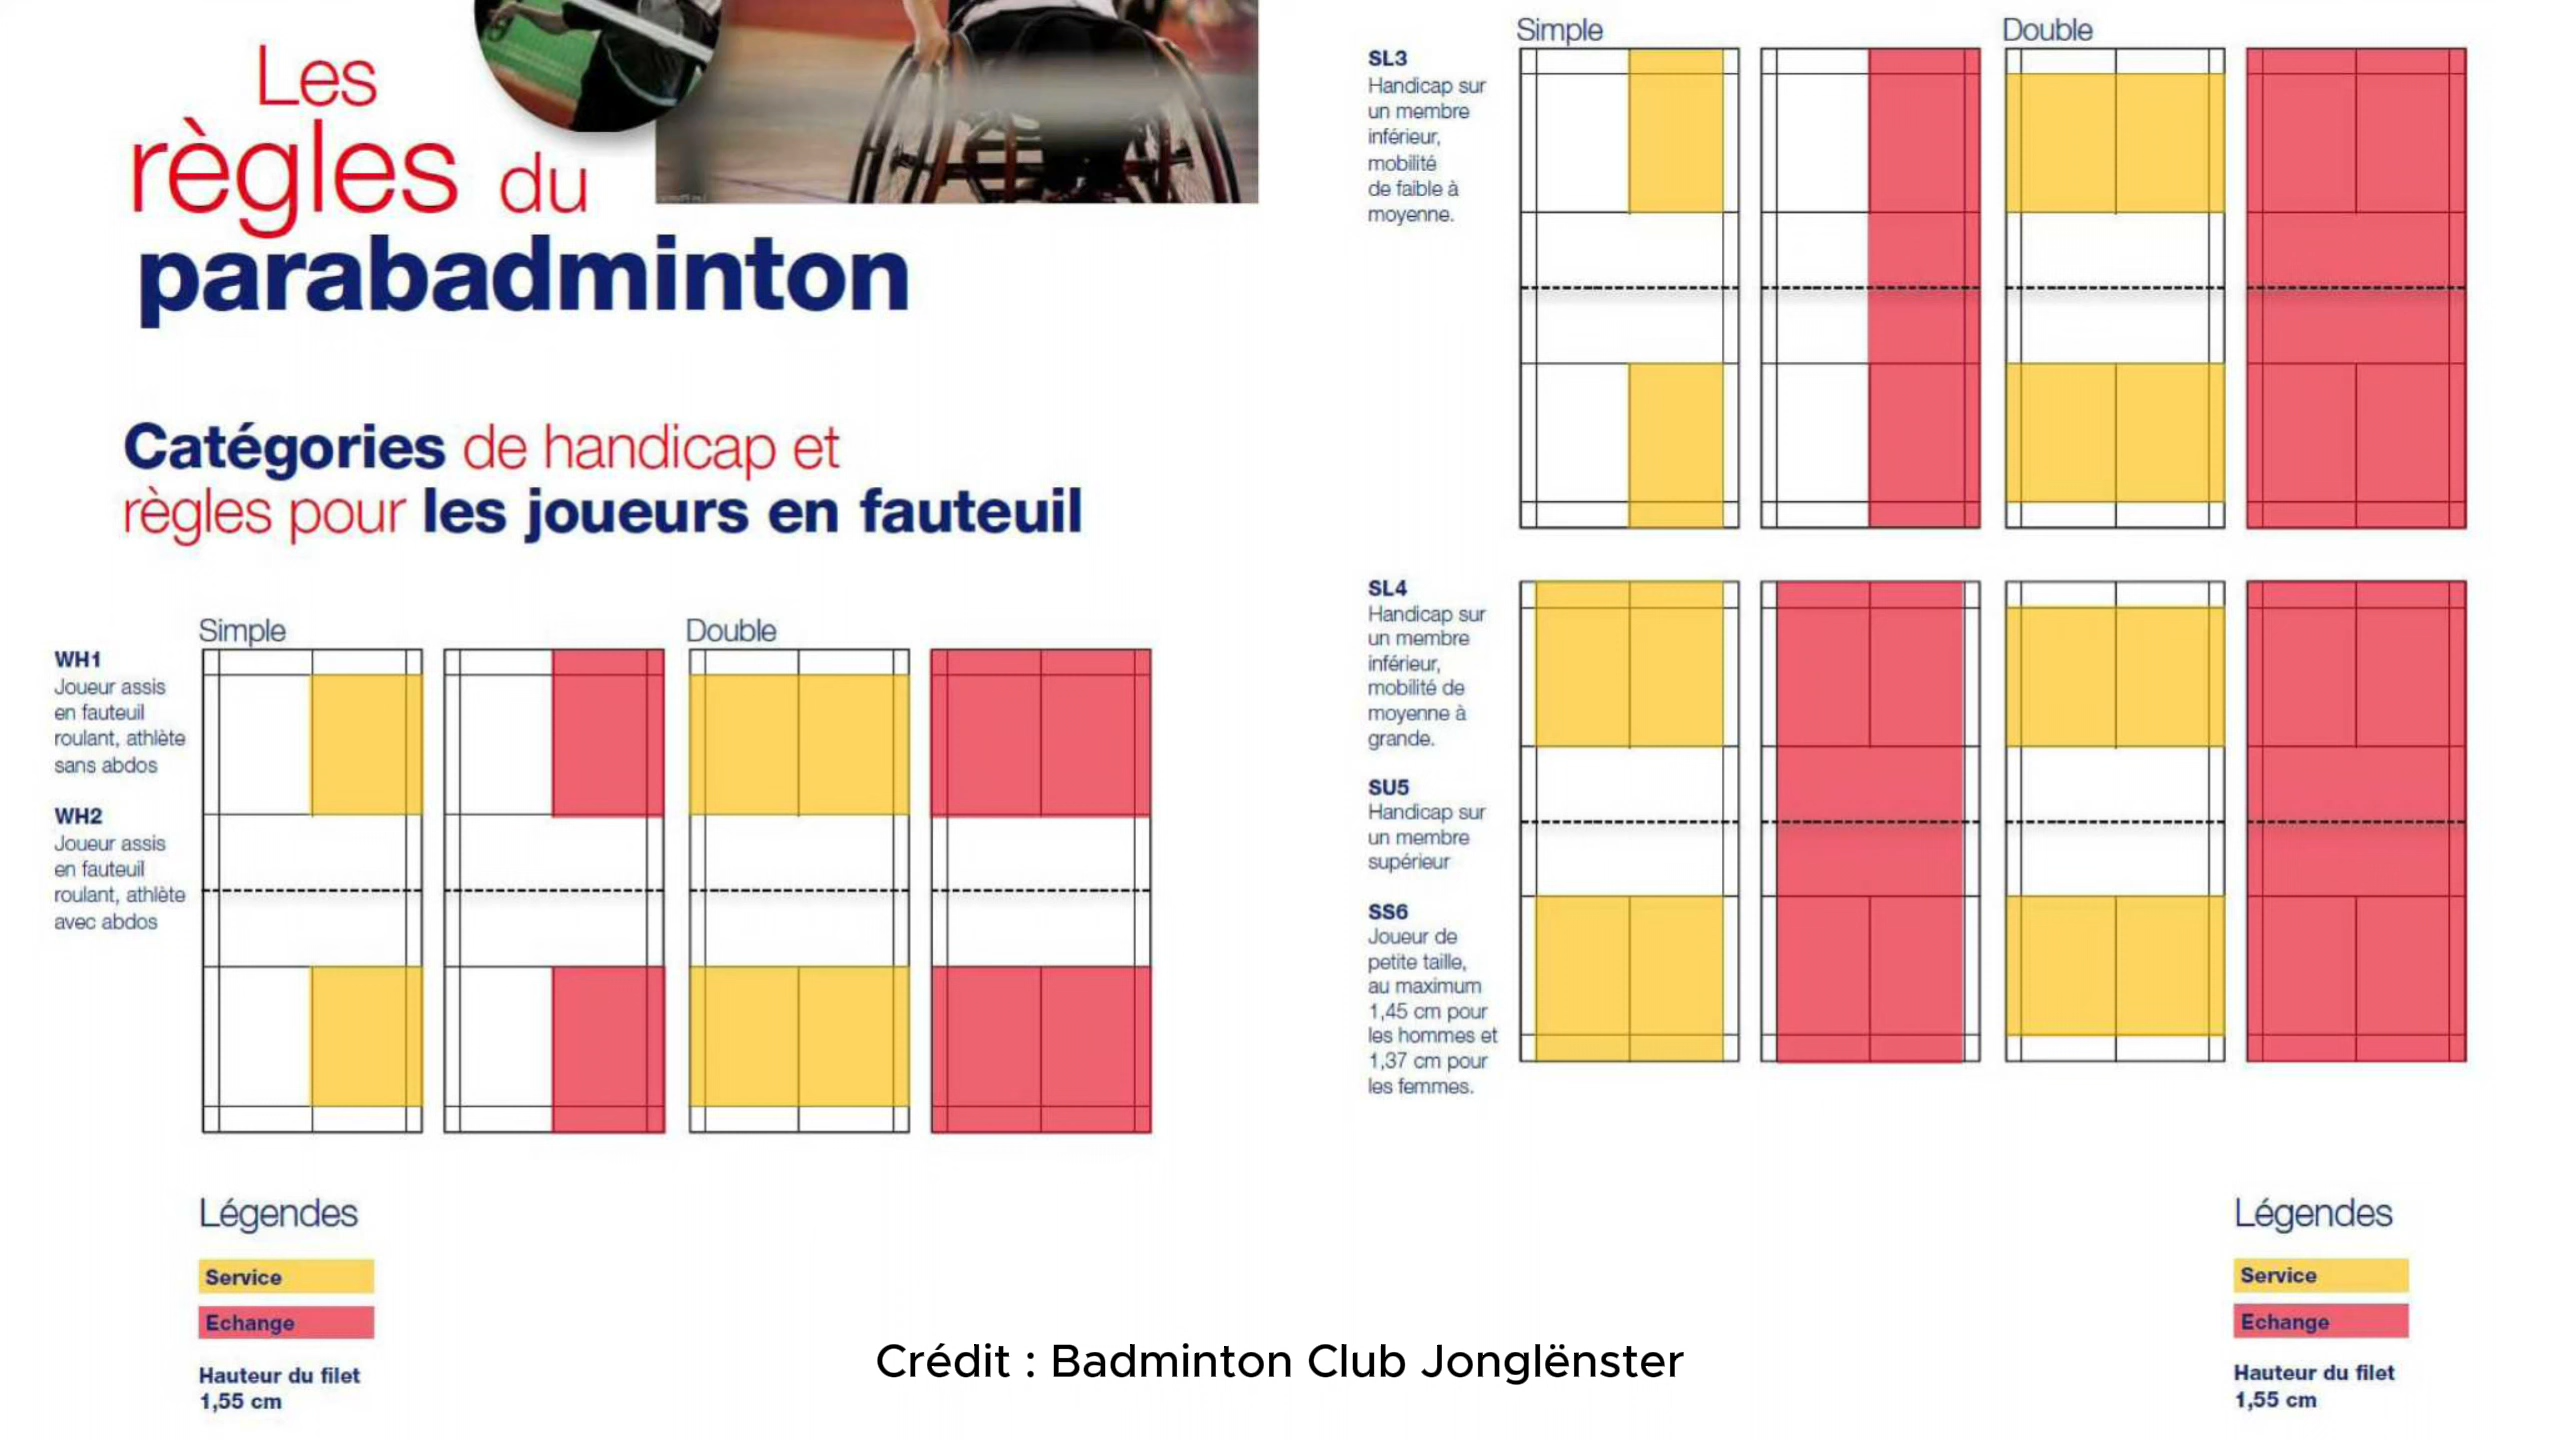 Les
règles du
parabadminton
Catégories de handicap et
règles pour les joueurs en fauteuil
Simple
Double
WH1
Joueur assis
en fauteuil
roulant, athlète
sans abdos
WH2
Joueur assis
en fauteuil
roulant, athlète
avec abdos
Légendes
Service
Echange
Hauteur du filet
1,55 cm
Simple
Double
SL3
Handicap sur
un membre
inférieur,
mobilité
de faible à
moyenne.
SL4
Handicap sur
un membre
inférieur,
mobilité de
moyenne à
grande.
SU5
Handicap sur
un membre
supérieur
SS6
Joueur de
petite taille,
au maximum
1,45 cm pour
les hommes et
1,37 cm pour
les femmes.
Légendes
Service
Echange
Hauteur du filet
1,55 cm
Crédit : Badminton Club Jonglënster